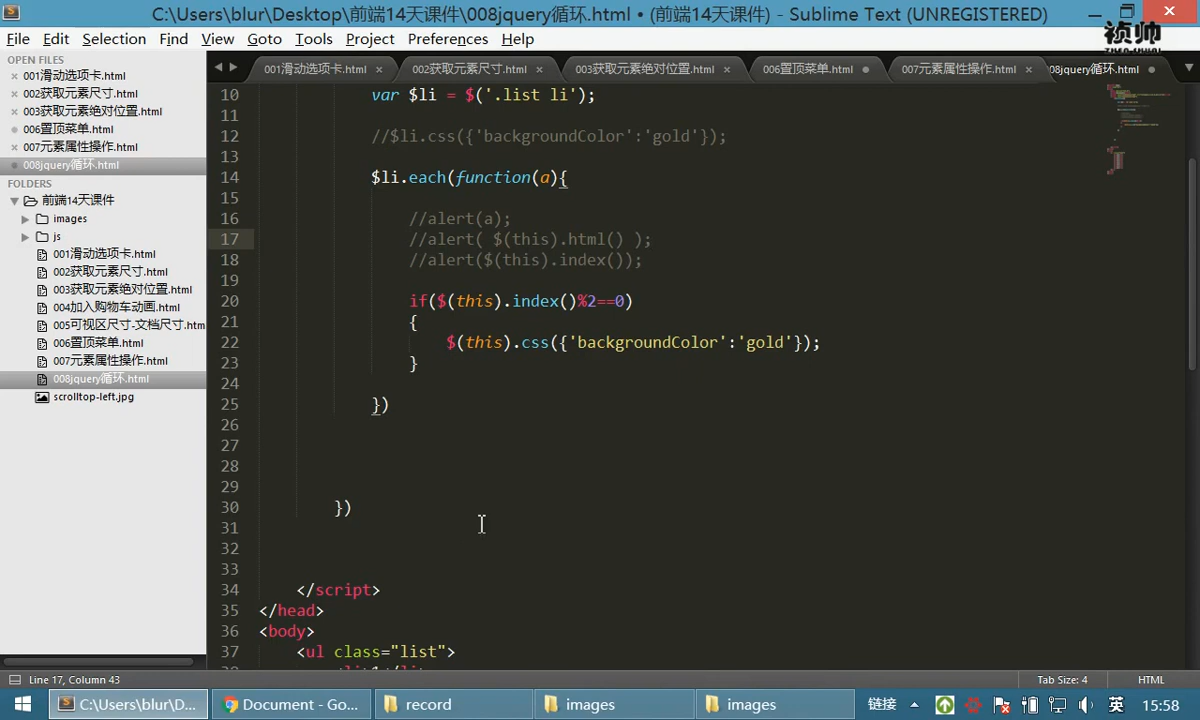 C:\Users\blur\Desktop\前端14天课件\008jquery循环.html • (前端14天课件) - Sublime Text (UNREGISTERED)
祯帅
ZHEN SHUAI
File Edit Selection Find View Goto Tools Project Preferences Help
OPEN FILES
001滑动选项卡.html
002获取元素尺寸.html
003获取元素绝对位置.html
006置顶菜单.html
007元素属性操作.html
008jquery循环.html
FOLDERS
前端14天课件
images
js
001滑动选项卡.html
002获取元素尺寸.html
003获取元素绝对位置.html
004加入购物车动画.html
005可视区尺寸-文档尺寸.htm
006置顶菜单.html
007元素属性操作.html
008jquery循环.html
scrolltop-left.jpg
001滑动选项卡.html 002获取元素尺寸.html 003获取元素绝对位置.html 006置顶菜单.html 007元素属性操作.html 008jquery循环.html
10 var $li = $('.list li');
11
12 //$li.css({'backgroundColor':'gold'});
13
14 $li.each(function(a){
15
16 //alert(a);
17 //alert( $(this).html() );
18 //alert($(this).index());
19
20 if($(this).index()%2==0)
21 {
22 $(this).css({'backgroundColor':'gold'});
23 }
24
25 })
26
27
28
29
30 })
31
32
33
34 </script>
35 </head>
36 <body>
37 <ul class="list">
38 <li>1</li>
Line 17, Column 43 Tab Size: 4 HTML
C:\Users\blur\D... Document - Go... record images images 链接 英 15:58